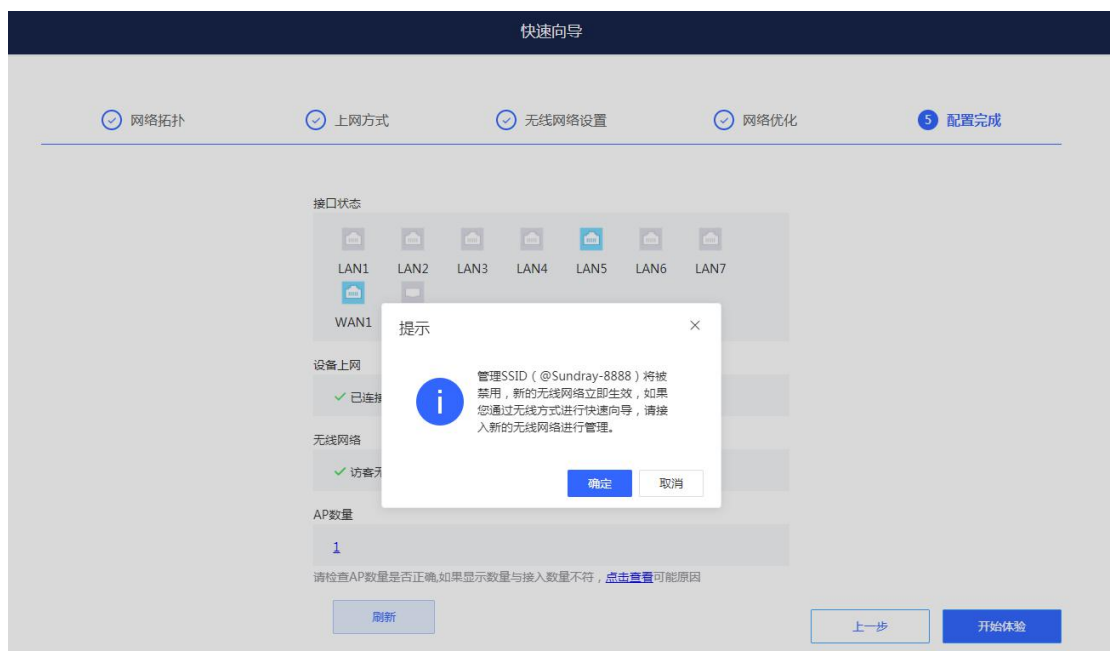 快速向导
网络拓扑
上网方式
无线网络设置
网络优化
5 配置完成
接口状态
LAN1 LAN2 LAN3 LAN4 LAN5 LAN6 LAN7
WAN1
提示
设备上网
已连接
管理SSID（@Sundray-8888）将被
禁用，新的无线网络立即生效，如果
您通过无线方式进行快速向导，请接
入新的无线网络进行管理。
无线网络
访客无
确定 取消
AP数量
1
请检查AP数量是否正确,如果显示数量与接入数量不符，点击查看可能原因
刷新
上一步
开始体验